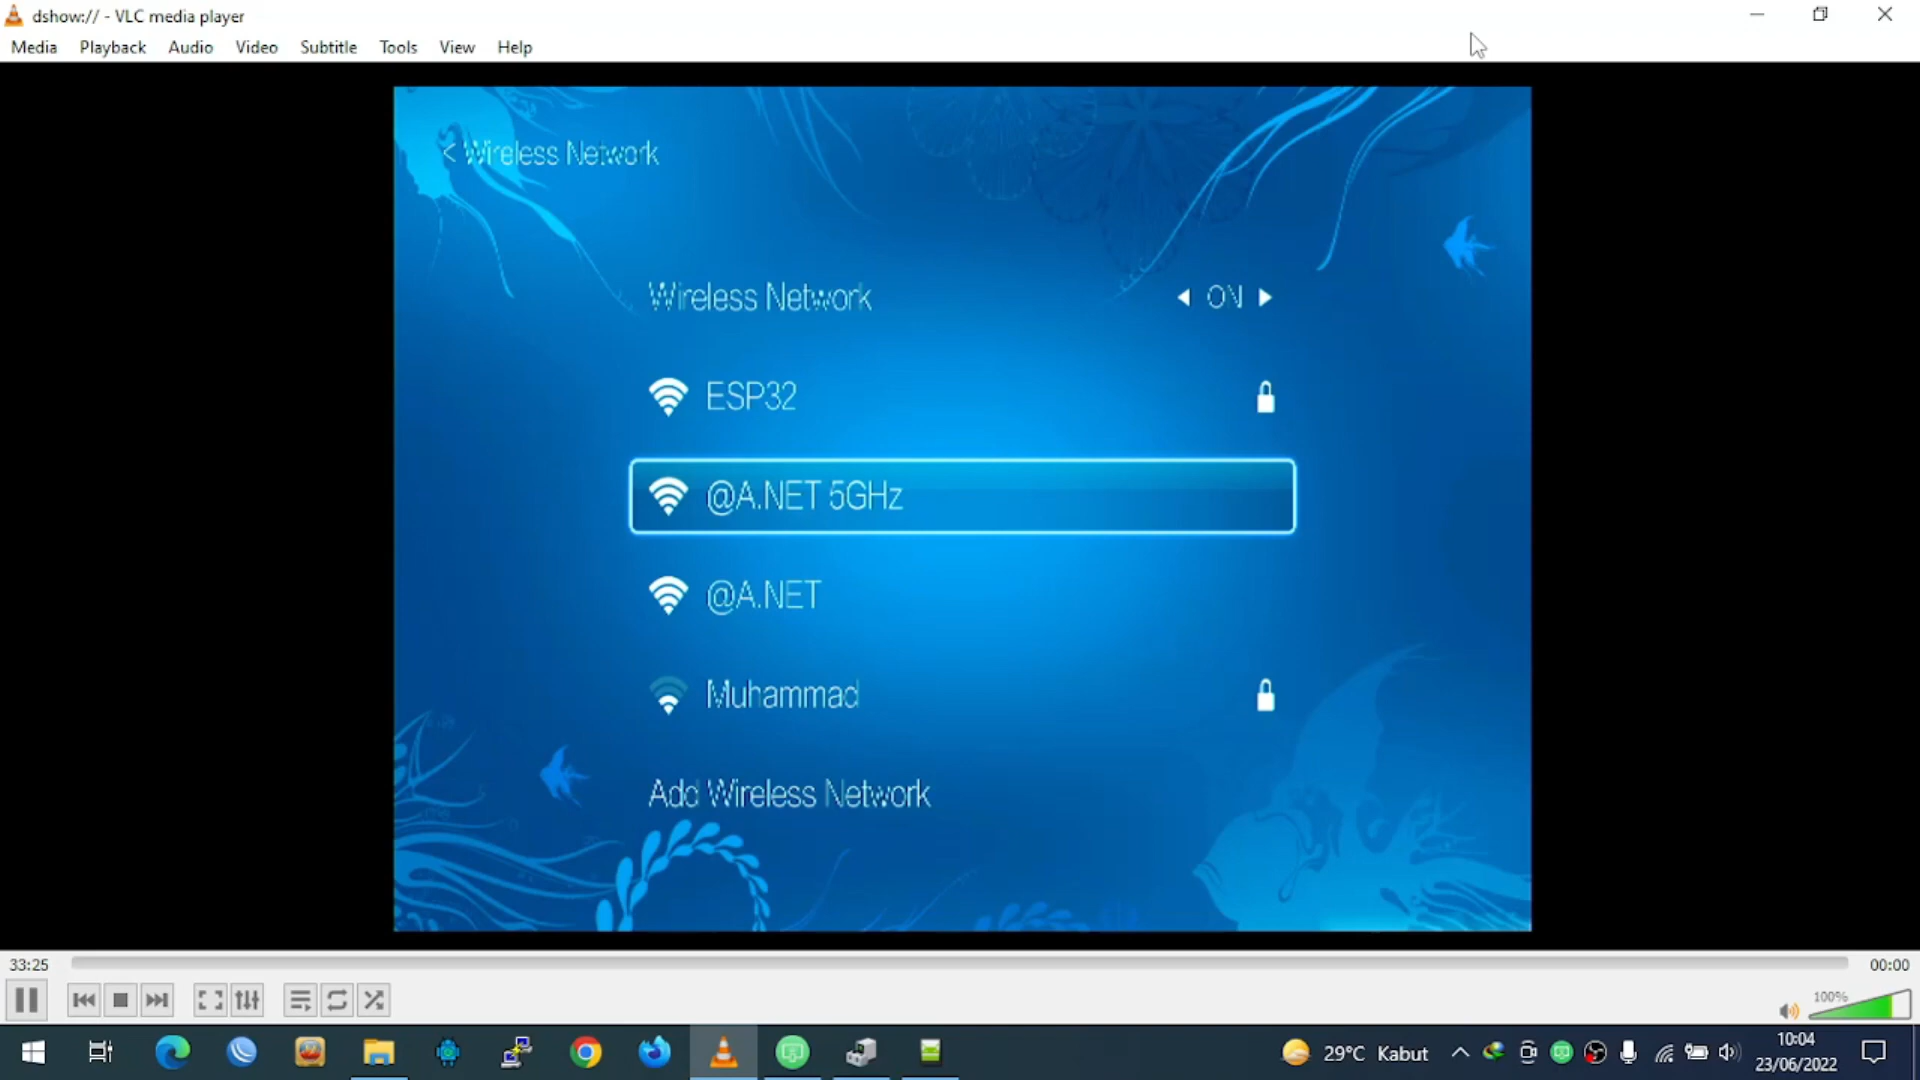 dshow:// - VLC media player
Media Playback Audio Video Subtitle Tools View Help
< Wireless Network
Wireless Network ON
ESP32
@A.NET 5GHz
@A.NET
Muhammad
Add Wireless Network
33:25 00:00
100%
29°C Kabut
10:04
23/06/2022